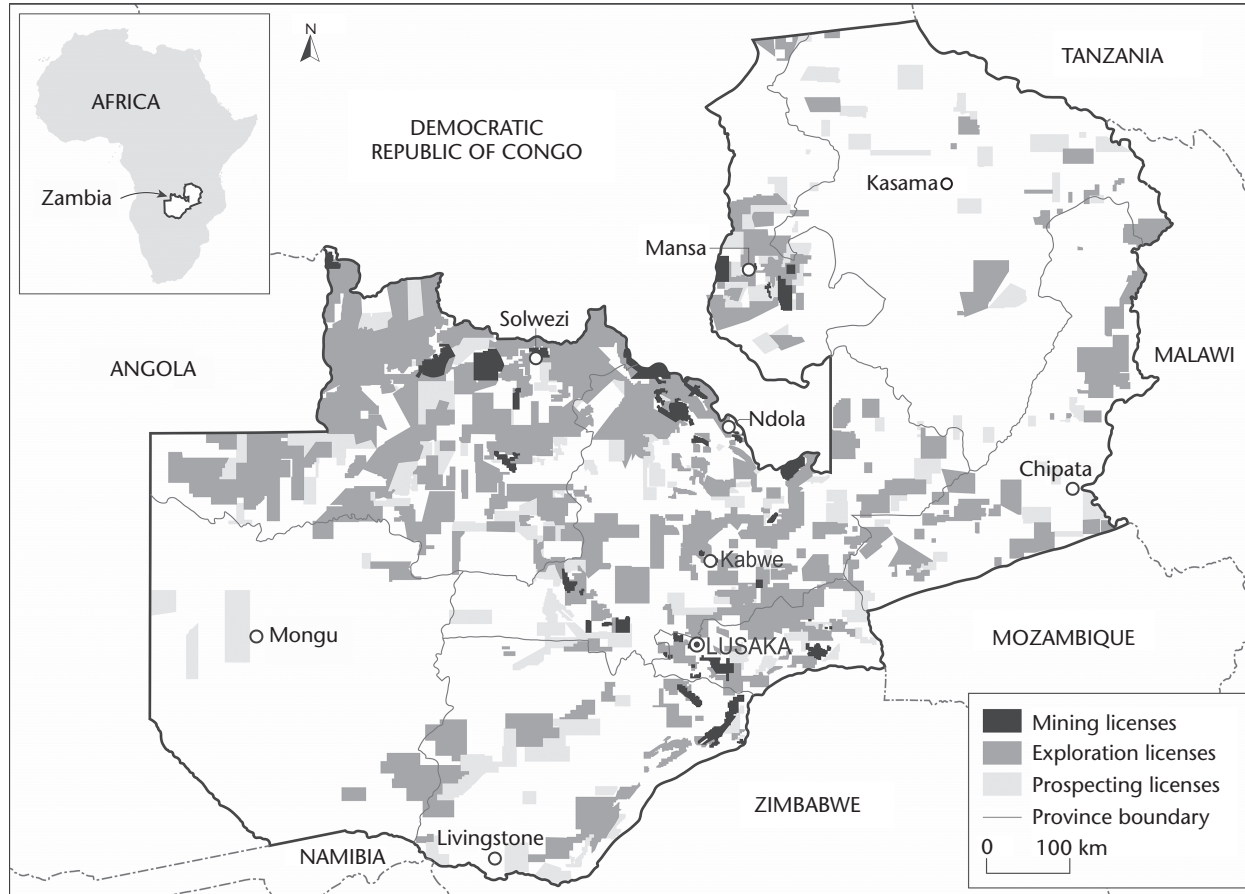 AFRICA
Zambia
N
DEMOCRATIC
REPUBLIC OF CONGO
TANZANIA
Kasama
Mansa
Solwezi
ANGOLA
MALAWI
Ndola
Chipata
Kabwe
Mongu
LUSAKA
MOZAMBIQUE
Livingstone
NAMIBIA
ZIMBABWE
Mining licenses
Exploration licenses
Prospecting licenses
Province boundary
0 100 km